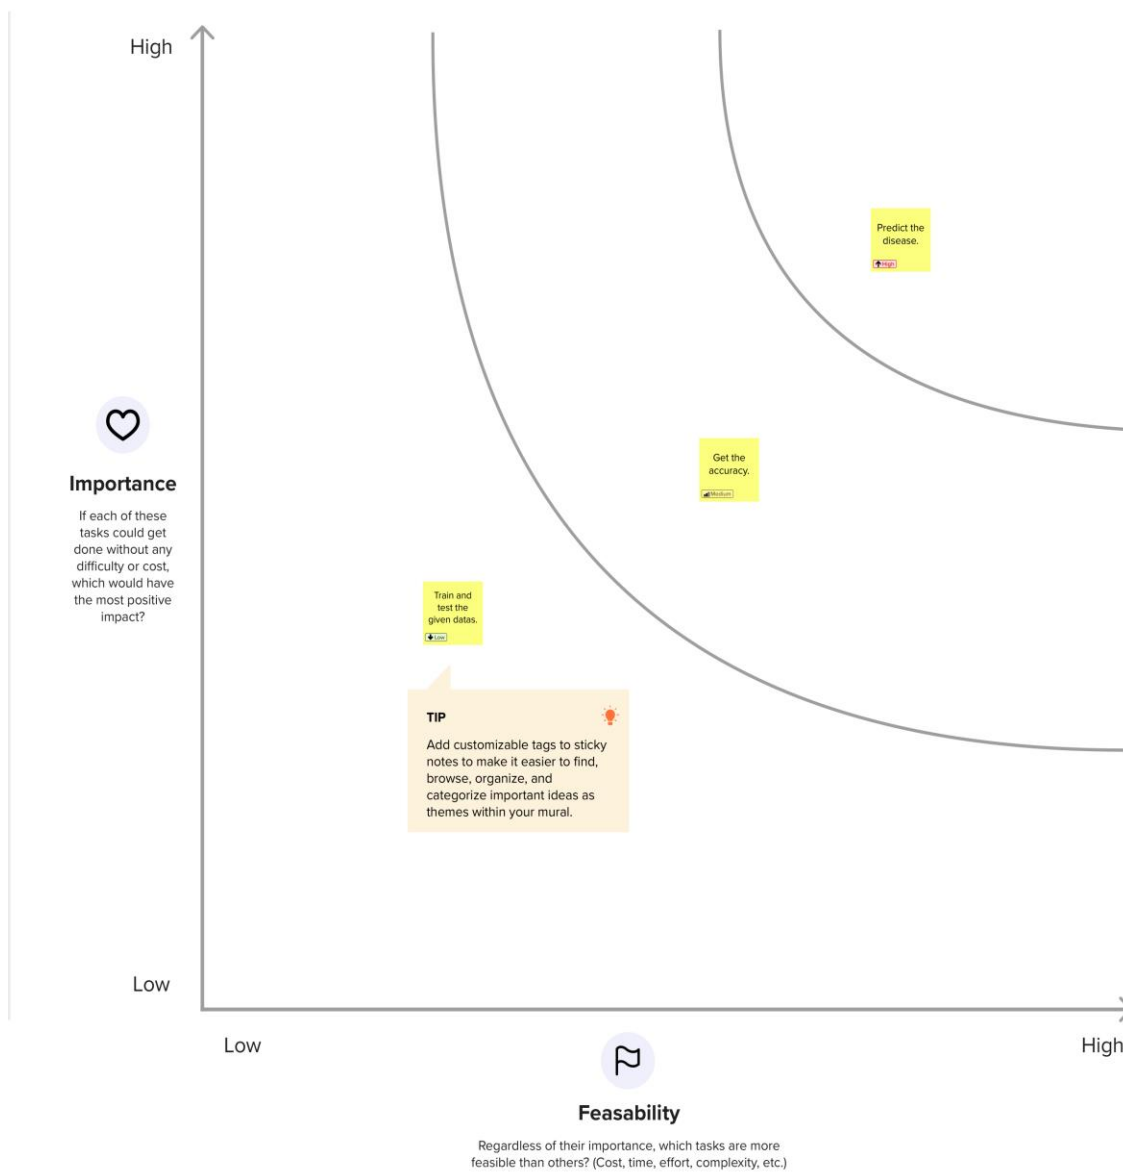 High
Predict the
disease.
High
Get the
accuracy.
Medium
Importance
If each of these
tasks could get
done without any
difficulty or cost,
which would have
the most positive
impact?
Train and
test the
given datas.
Low
TIP
Add customizable tags to sticky
notes to make it easier to find,
browse, organize, and
categorize important ideas as
themes within your mural.
Low
Low
High
Feasability
Regardless of their importance, which tasks are more
feasible than others? (Cost, time, effort, complexity, etc.)